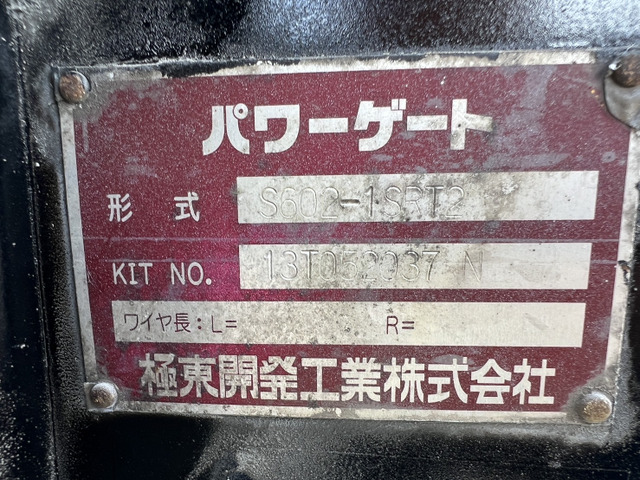 パワーゲート
形式 S602-1SRT2
KIT NO. 13T052037 N
ワイヤ長:L= R=
極東開発工業株式会社